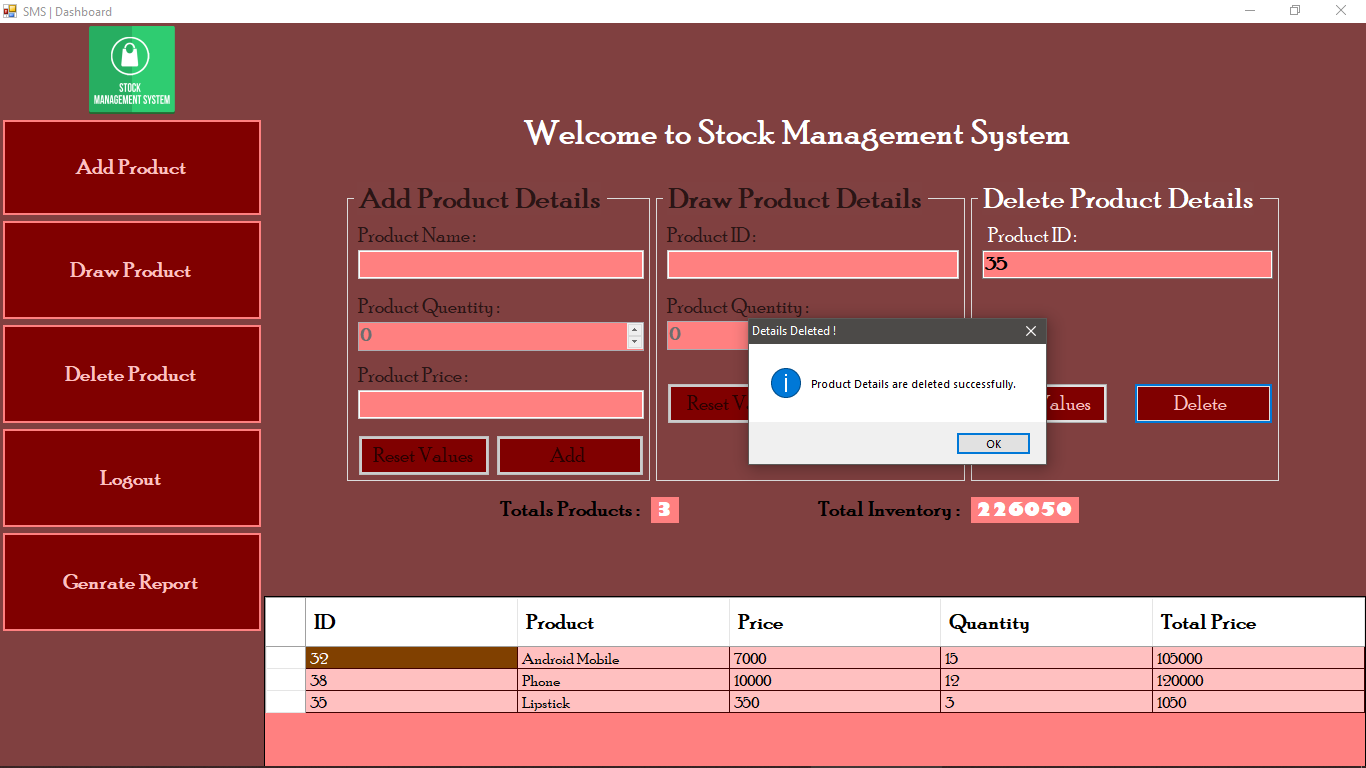 SMS | Dashboard
STOCK
MANAGEMENT SYSTEM
Add Product
Draw Product
Delete Product
Logout
Genrate Report
Welcome to Stock Management System
Add Product Details
Product Name :
Product Quentity :
0
Product Price :
Reset Values Add
Draw Product Details
Product ID :
Product Quentity :
0
Reset V
Delete Product Details
Product ID :
35
alues Delete
Details Deleted !
Product Details are deleted successfully.
OK
Totals Products : 3 Total Inventory : 226050
ID Product Price Quantity Total Price
32 Android Mobile 7000 15 105000
38 Phone 10000 12 120000
35 Lipstick 350 3 1050